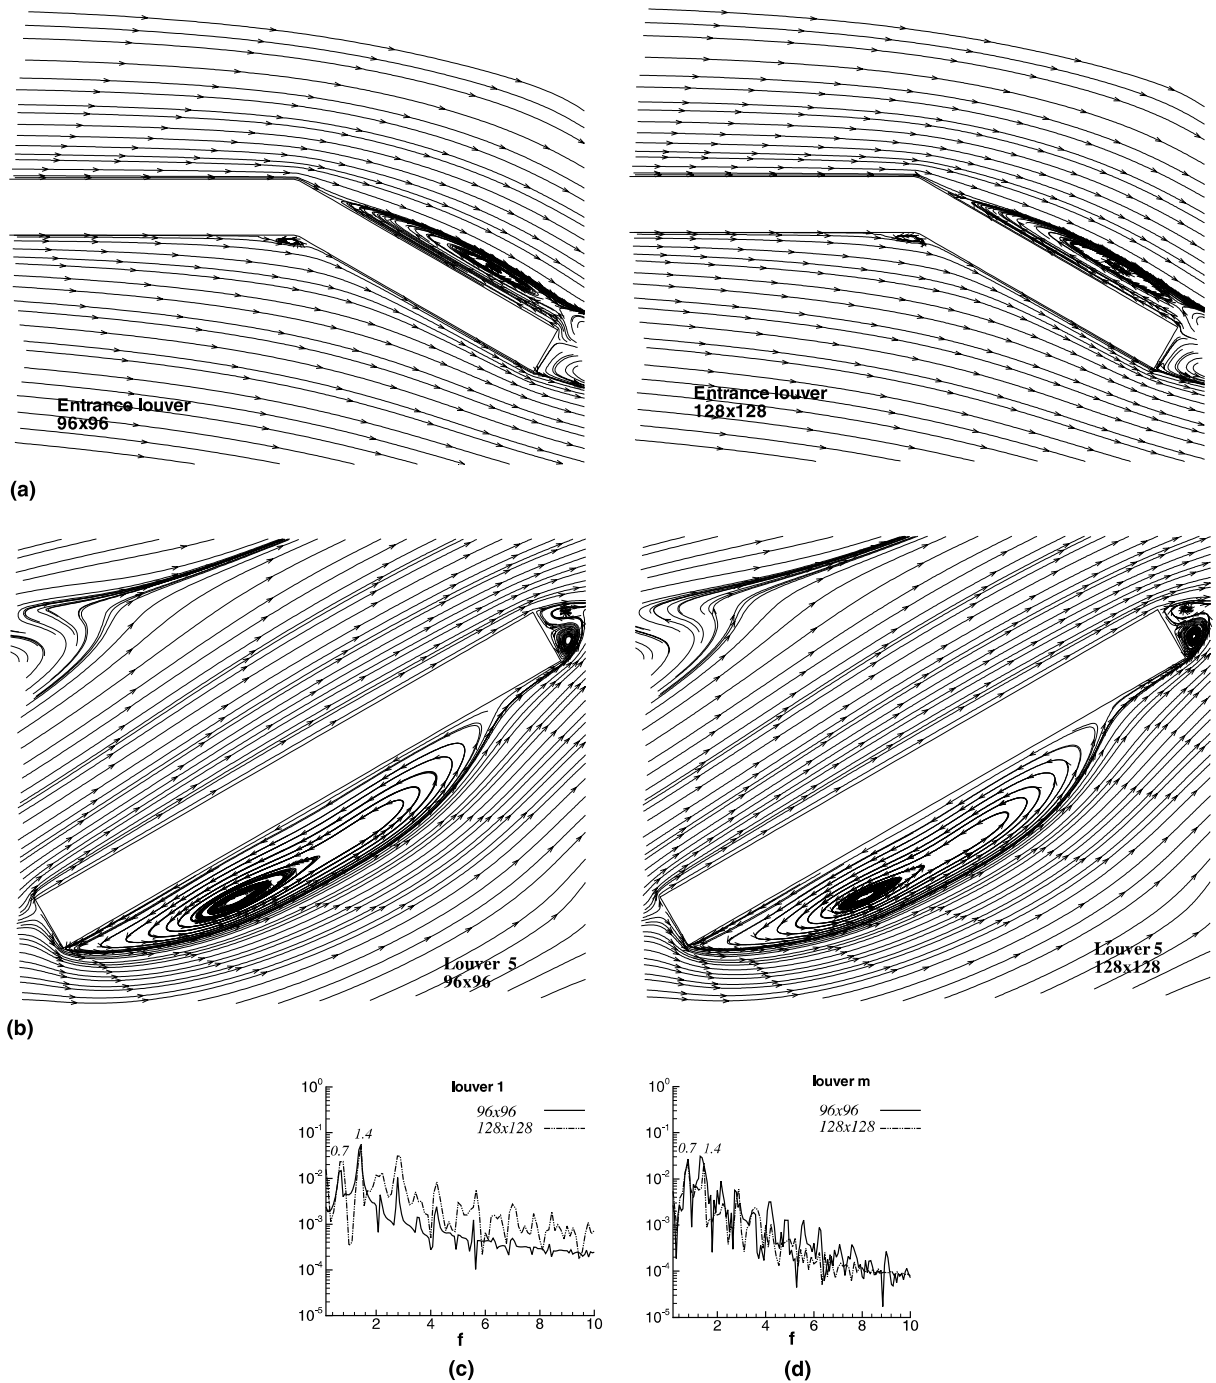 Entrance louver
96x96
Entrance louver
128x128
(a)
Louver 5
96x96
Louver 5
128x128
(b)
louver 1
96x96
128x128
10^0
10^-1
10^-2
10^-3
10^-4
10^-5
0.7
1.4
2 4 6 8 10
f
(c)
louver m
96x96
128x128
10^0
10^-1
10^-2
10^-3
10^-4
10^-5
0.7
1.4
2 4 6 8 10
f
(d)